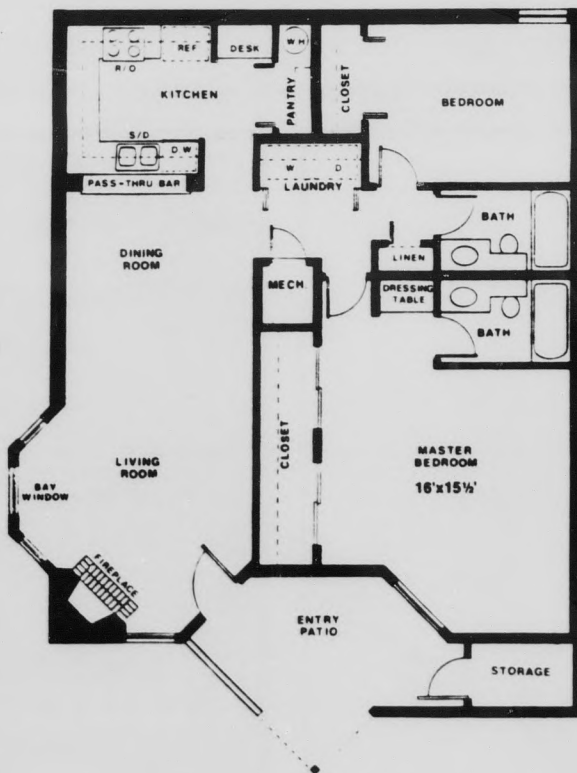 REF
DESK
W H
R/O
KITCHEN
PANTRY
CLOSET
BEDROOM
S/D
D W
PASS-THRU BAR
W
D
LAUNDRY
BATH
DINING
ROOM
LINEN
MECH.
DRESSING
TABLE
BATH
LIVING
ROOM
BAY
WINDOW
CLOSET
MASTER
BEDROOM
16'x15½'
FIREPLACE
ENTRY
PATIO
STORAGE